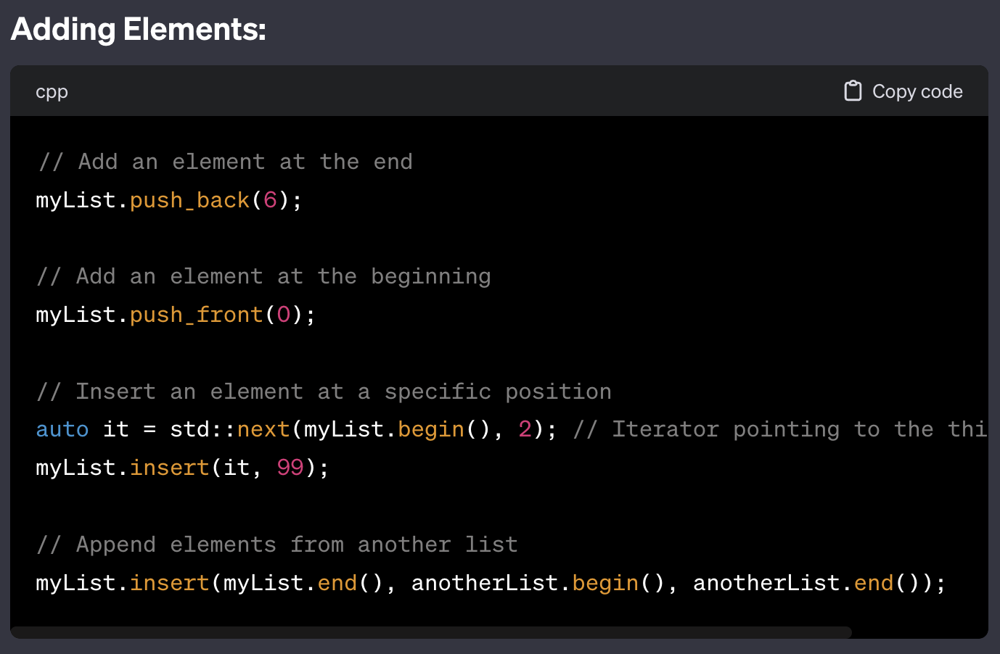 Adding Elements:
cpp
Copy code
// Add an element at the end
myList.push_back(6);
// Add an element at the beginning
myList.push_front(0);
// Insert an element at a specific position
auto it = std::next(myList.begin(), 2); // Iterator pointing to the thi
myList.insert(it, 99);
// Append elements from another list
myList.insert(myList.end(), anotherList.begin(), anotherList.end());